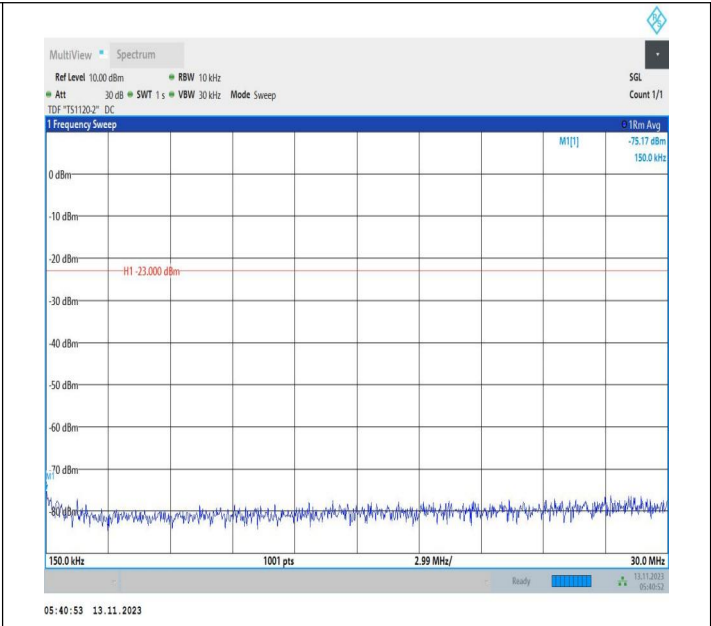 R S
MultiView Spectrum
Ref Level 10.00 dBm RBW 10 kHz SGL
Att 30 dB SWT 1 s VBW 30 kHz Mode Sweep Count 1/1
TDF "TS1120-2" DC
1 Frequency Sweep 1Rm Avg
M1[1] -75.17 dBm
150.0 kHz
0 dBm
-10 dBm
-20 dBm
H1 -23.000 dBm
-30 dBm
-40 dBm
-50 dBm
-60 dBm
-70 dBm
M1
-80 dBm
150.0 kHz 1001 pts 2.99 MHz/ 30.0 MHz
Ready 13.11.2023
05:40:52
05:40:53 13.11.2023